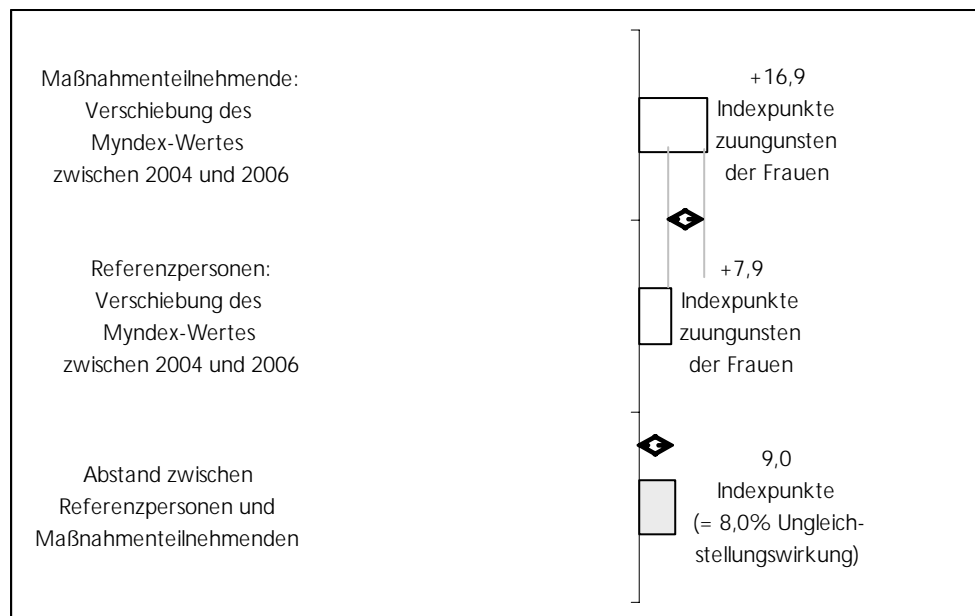 Maßnahmenteilnehmende:
Verschiebung des
Myndex-Wertes
zwischen 2004 und 2006
+16,9
Indexpunkte
zuungunsten
der Frauen
Referenzpersonen:
Verschiebung des
Myndex-Wertes
zwischen 2004 und 2006
+7,9
Indexpunkte
zuungunsten
der Frauen
Abstand zwischen
Referenzpersonen und
Maßnahmenteilnehmenden
9,0
Indexpunkte
(= 8,0% Ungleich-
stellungswirkung)